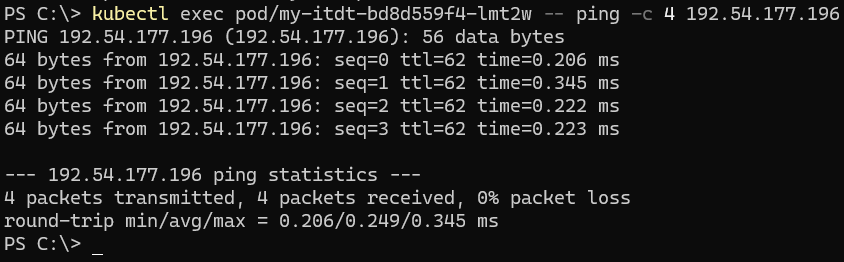 PS C:\> kubectl exec pod/my-itdt-bd8d559f4-lmt2w -- ping -c 4 192.54.177.196
PING 192.54.177.196 (192.54.177.196): 56 data bytes
64 bytes from 192.54.177.196: seq=0 ttl=62 time=0.206 ms
64 bytes from 192.54.177.196: seq=1 ttl=62 time=0.345 ms
64 bytes from 192.54.177.196: seq=2 ttl=62 time=0.222 ms
64 bytes from 192.54.177.196: seq=3 ttl=62 time=0.223 ms
--- 192.54.177.196 ping statistics ---
4 packets transmitted, 4 packets received, 0% packet loss
round-trip min/avg/max = 0.206/0.249/0.345 ms
PS C:\> _